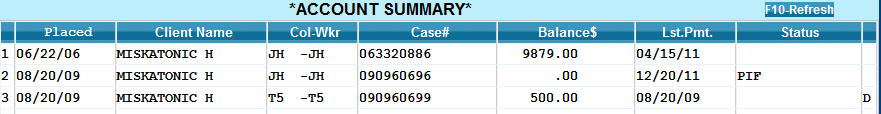 *ACCOUNT SUMMARY* F10-Refresh
Placed Client Name Col-Wkr Case# Balance$ Lst.Pmt. Status
1 06/22/06 MISKATONIC H JH -JH 063320886 9879.00 04/15/11
2 08/20/09 MISKATONIC H JH -JH 090960696 .00 12/20/11 PIF
3 08/20/09 MISKATONIC H T5 -T5 090960699 500.00 08/20/09 D